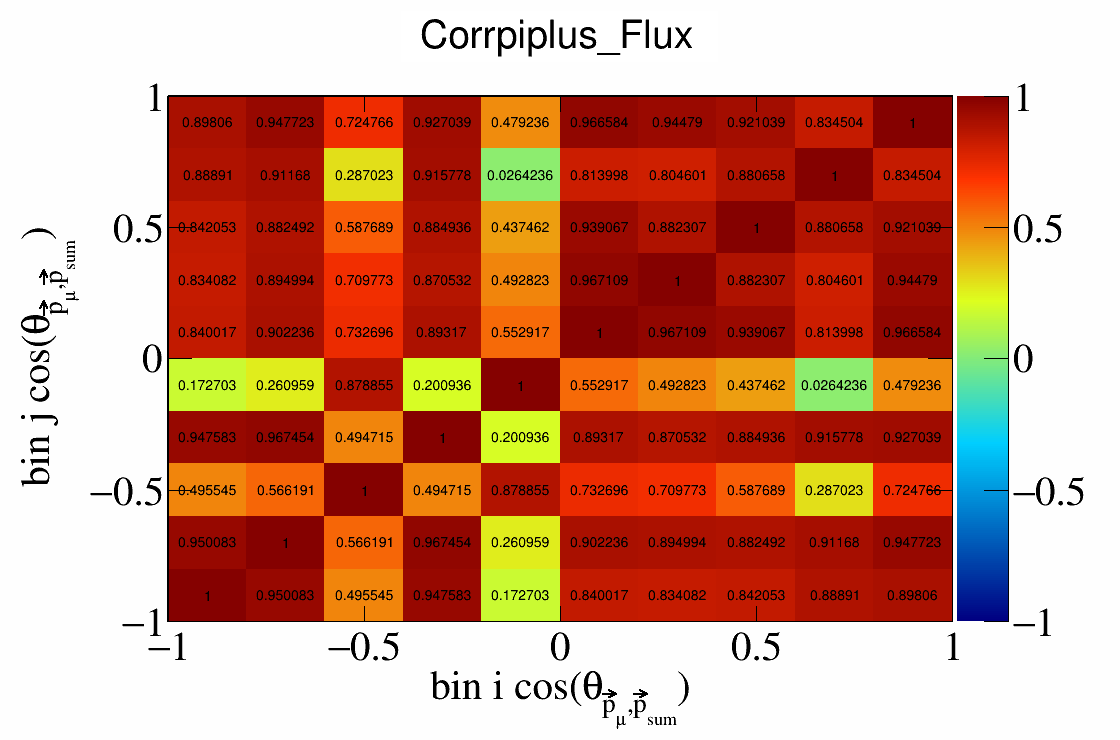 Corrpiplus_Flux
1 0.89806 0.947723 0.724766 0.927039 0.479236 0.966584 0.94479 0.921039 0.834504 1 1
0.88891 0.91168 0.287023 0.915778 0.0264236 0.813998 0.804601 0.880658 1 0.834504
0.5 0.842053 0.882492 0.587689 0.884936 0.437462 0.939067 0.882307 1 0.880658 0.921039 0.5
0.834082 0.894994 0.709773 0.870532 0.492823 0.967109 1 0.882307 0.804601 0.94479
0.840017 0.902236 0.732696 0.89317 0.552917 1 0.967109 0.939067 0.813998 0.966584
0 0
0.172703 0.260959 0.878855 0.200936 1 0.552917 0.492823 0.437462 0.0264236 0.479236
0.947583 0.967454 0.494715 1 0.200936 0.89317 0.870532 0.884936 0.915778 0.927039
−0.5 0.495545 0.566191 1 0.494715 0.878855 0.732696 0.709773 0.587689 0.287023 0.724766 −0.5
0.950083 1 0.566191 0.967454 0.260959 0.902236 0.894994 0.882492 0.91168 0.947723
1 0.950083 0.495545 0.947583 0.172703 0.840017 0.834082 0.842053 0.88891 0.89806
−1 −1
−1 −0.5 0 0.5 1
bin i cos(θ p⃗μ,p⃗sum)
bin j cos(θ p⃗μ,p⃗sum)